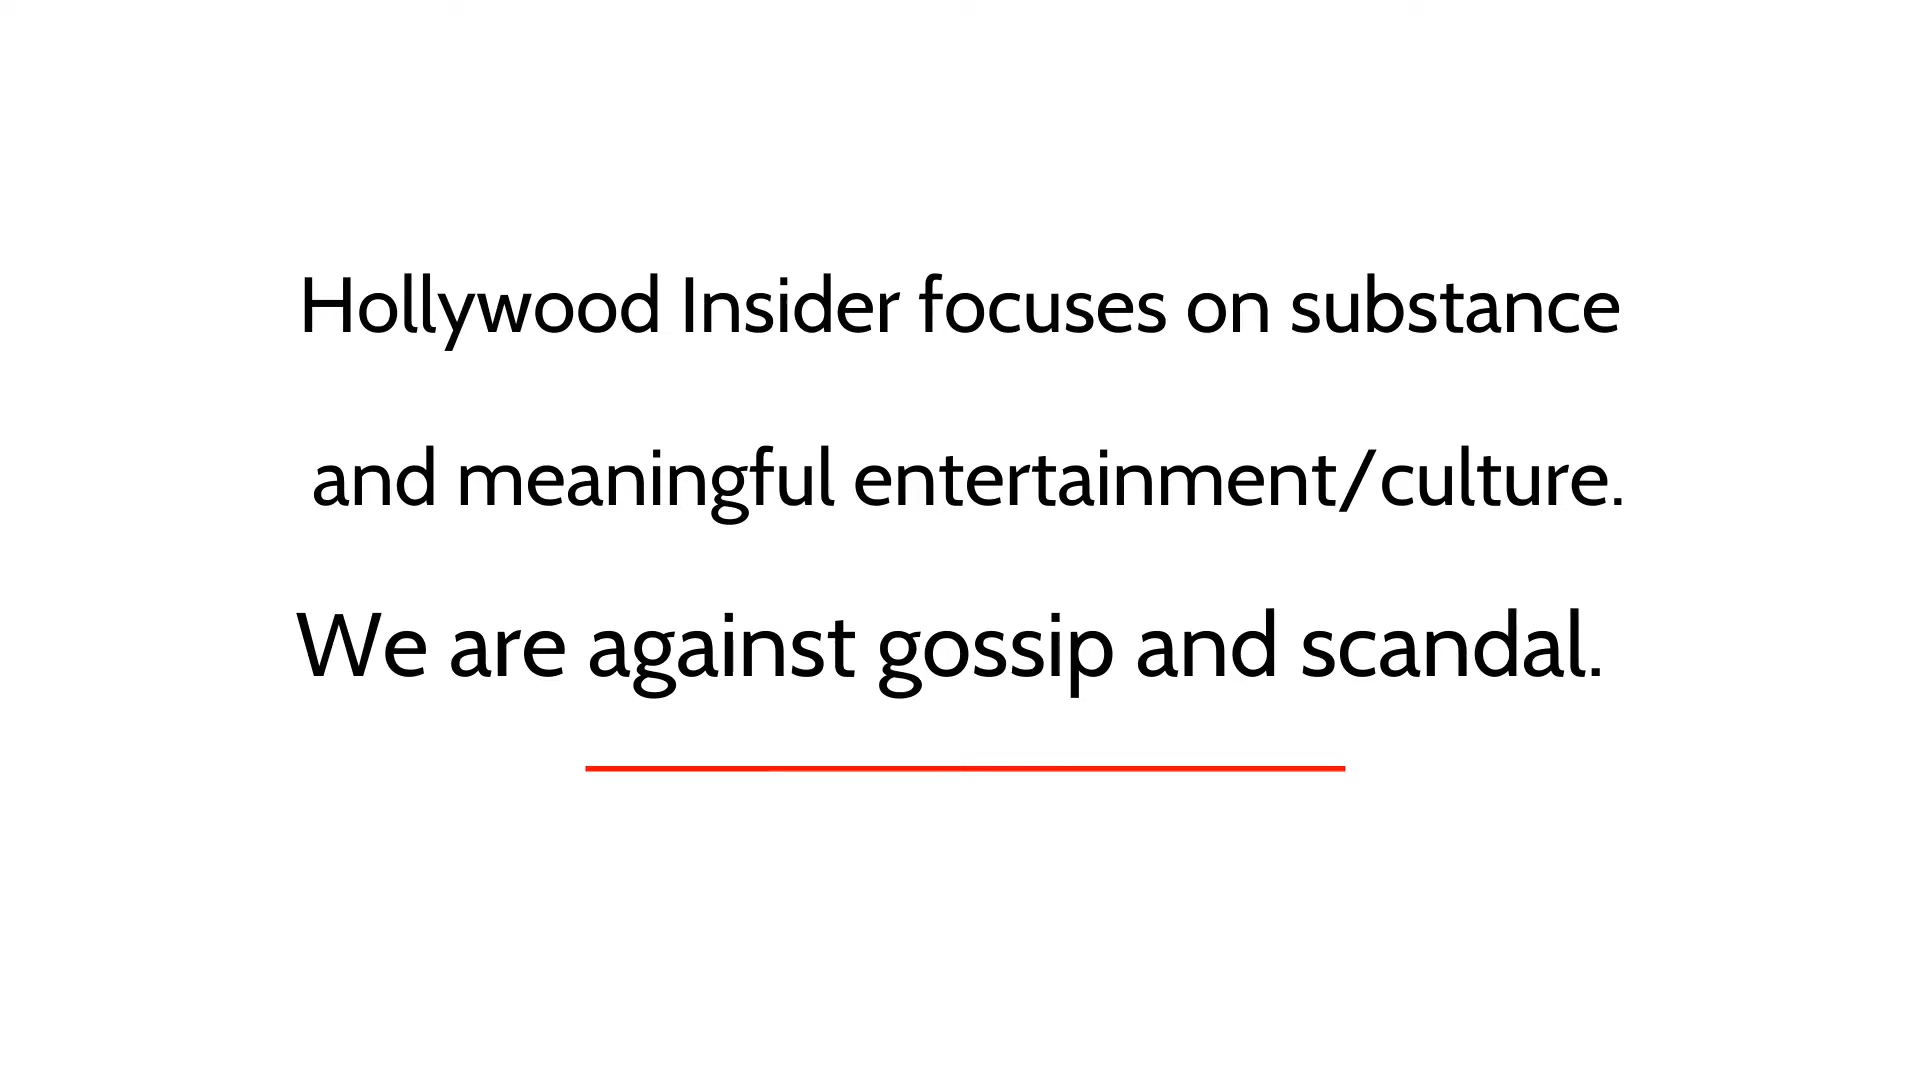 Hollywood Insider focuses on substance
and meaningful entertainment/culture.
We are against gossip and scandal.